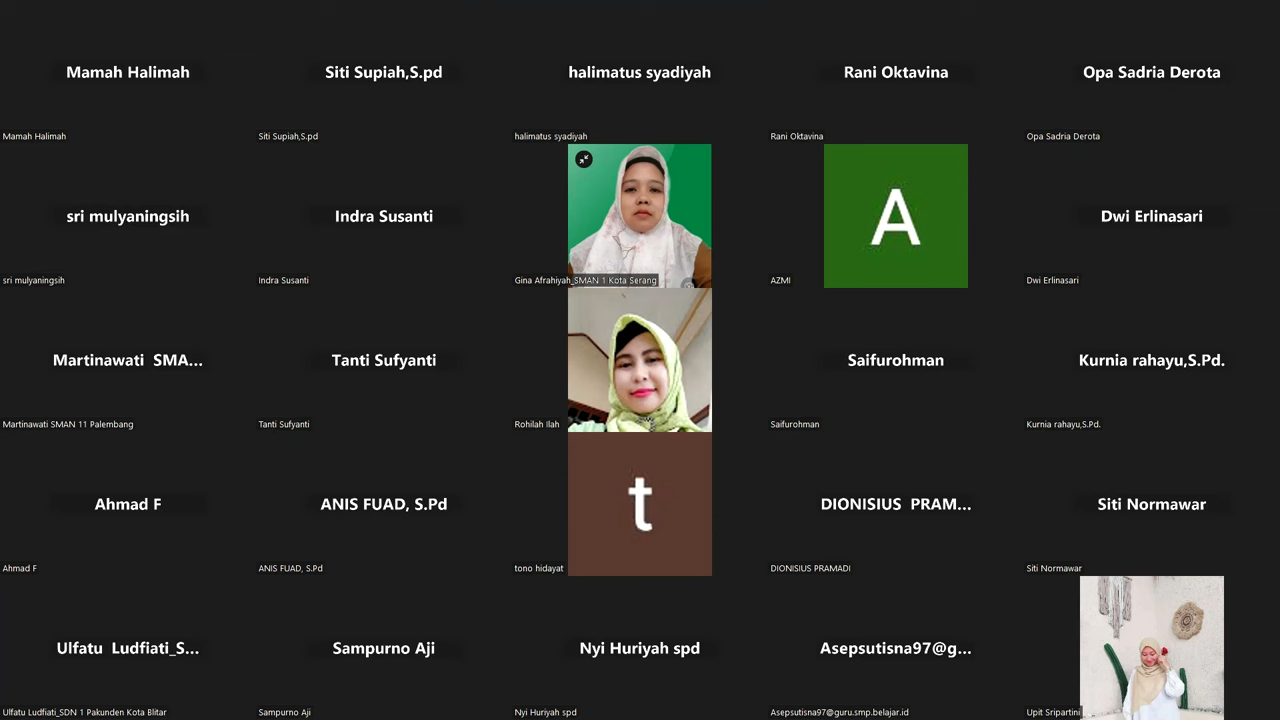 Mamah Halimah
Siti Supiah,S.pd
halimatus syadiyah
Rani Oktavina
Opa Sadria Derota
Mamah Halimah
Siti Supiah,S.pd
halimatus syadiyah
Rani Oktavina
Opa Sadria Derota
sri mulyaningsih
Indra Susanti
A
Dwi Erlinasari
sri mulyaningsih
Indra Susanti
Gina Afrahiyah_SMAN 1 Kota Serang
AZMI
Dwi Erlinasari
Martinawati SMA...
Tanti Sufyanti
Saifurohman
Kurnia rahayu,S.Pd.
Martinawati SMAN 11 Palembang
Tanti Sufyanti
Rohilah Ilah
Saifurohman
Kurnia rahayu,S.Pd.
Ahmad F
ANIS FUAD, S.Pd
t
DIONISIUS PRAM...
Siti Normawar
Ahmad F
ANIS FUAD, S.Pd
tono hidayat
DIONISIUS PRAMADI
Siti Normawar
Ulfatu Ludfiati_S...
Sampurno Aji
Nyi Huriyah spd
Asepsutisna97@g...
Ulfatu Ludfiati_SDN 1 Pakunden Kota Blitar
Sampurno Aji
Nyi Huriyah spd
Asepsutisna97@guru.smp.belajar.id
Upit Sripartini